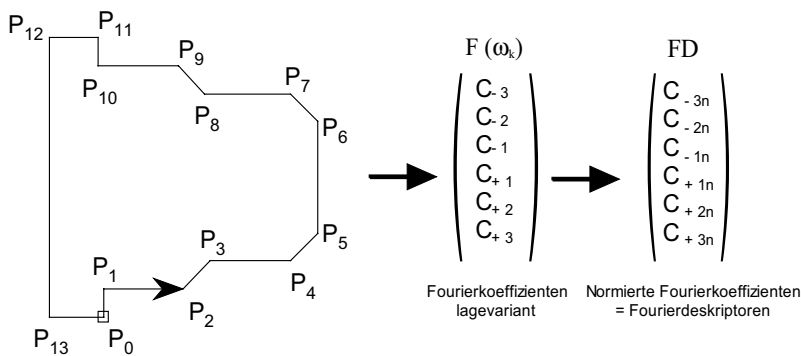 P12 P11
P9
P10
P7
P8
P6
P3
P5
P1
P4
P2
P13 P0
F (ωk)
C- 3
C- 2
C- 1
C+ 1
C+ 2
C+ 3
Fourierkoeffizienten
lagevariant
FD
C - 3n
C - 2n
C - 1n
C + 1n
C + 2n
C + 3n
Normierte Fourierkoeffizienten
= Fourierdeskriptoren